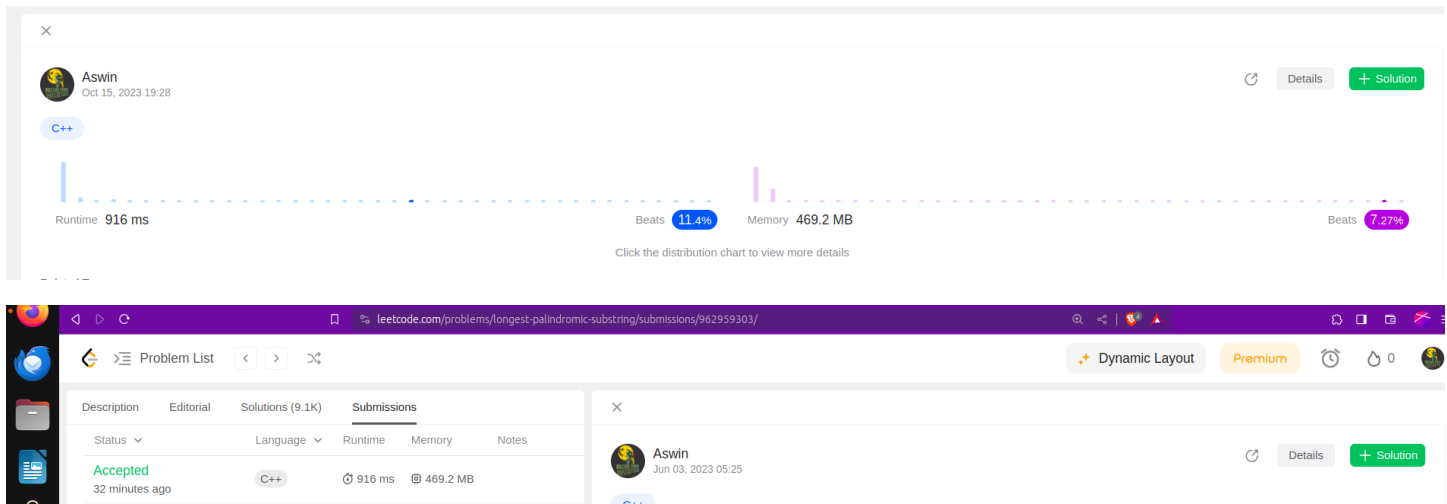 Aswin
Oct 15, 2023 19:28
Details
+ Solution
C++
Runtime 916 ms
Beats 11.4%
Memory 469.2 MB
Beats 7.27%
Click the distribution chart to view more details
leetcode.com/problems/longest-palindromic-substring/submissions/962959303/
Problem List
Dynamic Layout
Premium
0
Description Editorial Solutions (9.1K) Submissions
Status Language Runtime Memory Notes
Accepted
32 minutes ago
C++
916 ms
469.2 MB
Aswin
Jun 03, 2023 05:25
Details
+ Solution
C++